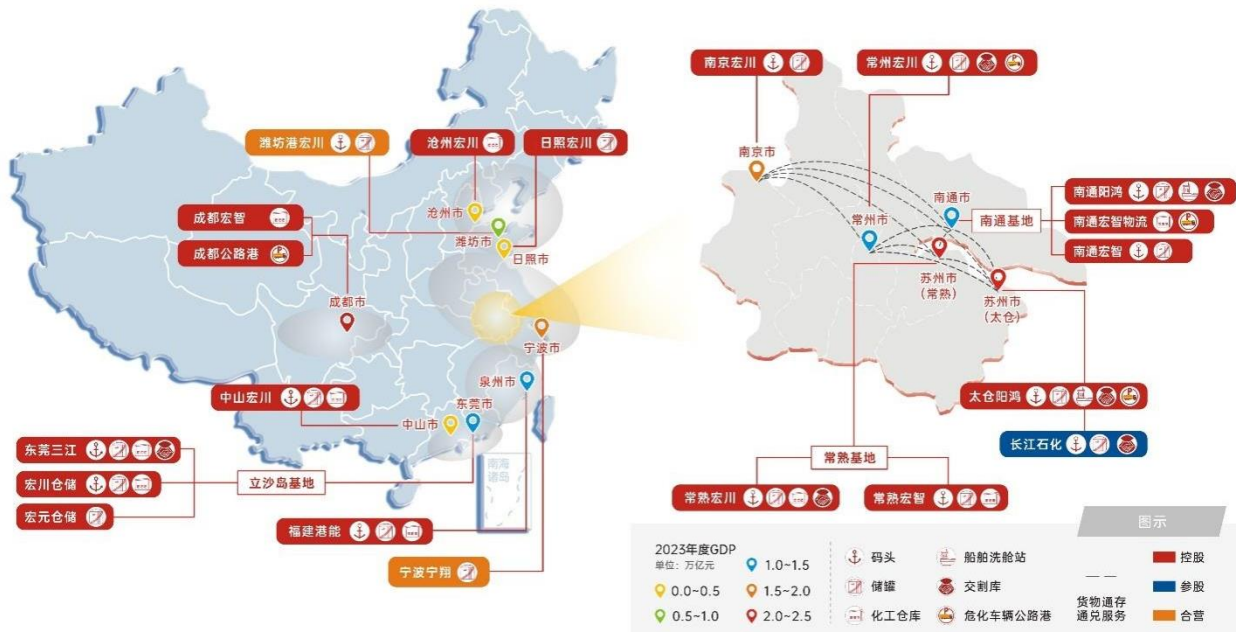 潍坊港宏川
沧州宏川
日照宏川
成都宏智
成都公路港
沧州市
潍坊市
日照市
成都市
宁波市
泉州市
东莞市
中山市
中山宏川
东莞三江
宏川仓储
宏元仓储
立沙岛基地
福建港能
宁波宁翔
南海
诸岛
南京宏川
常州宏川
南京市
南通市
常州市
苏州市
(常熟)
苏州市
(太仓)
南通基地
南通阳鸿
南通宏智物流
南通宏智
太仓阳鸿
长江石化
常熟基地
常熟宏川
常熟宏智
图示
2023年度GDP
单位：万亿元
0.0~0.5
0.5~1.0
1.0~1.5
1.5~2.0
2.0~2.5
码头
储罐
化工仓库
船舶洗舱站
交割库
危化车辆公路港
货物通存
通兑服务
控股
参股
合营